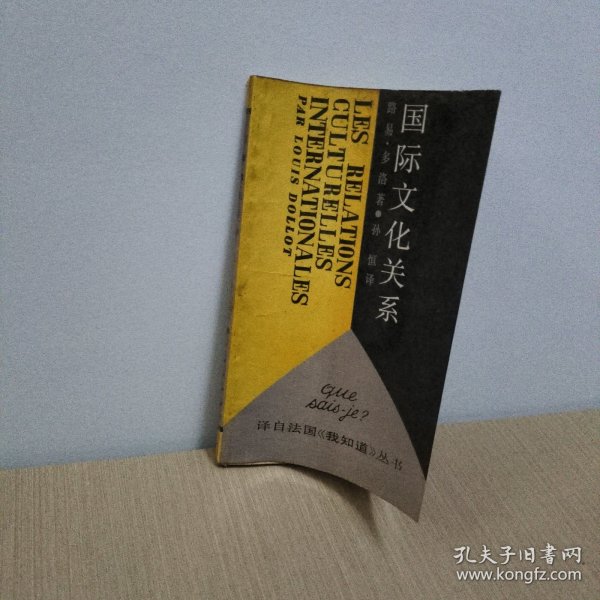 国际文化关系
路易·多洛著●孙恒译
LES RELATIONS
CULTURELLES
INTERNATIONALES
PAR LOUIS DOLLOT
que
sais-je?
译自法国《我知道》丛书
孔夫子旧书网
www.kongfz.com